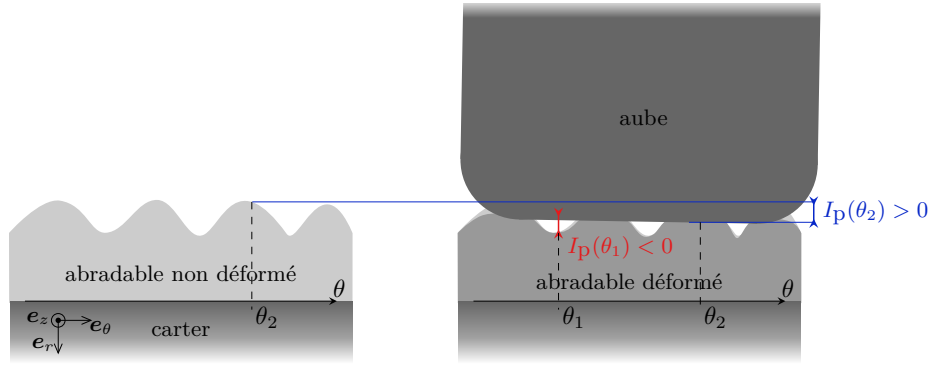 aube
I_p(θ_2) > 0
I_p(θ_1) < 0
abradable non déformé
abradable déformé
θ
θ
e_z
e_θ
e_r
carter
θ_2
θ_1
θ_2